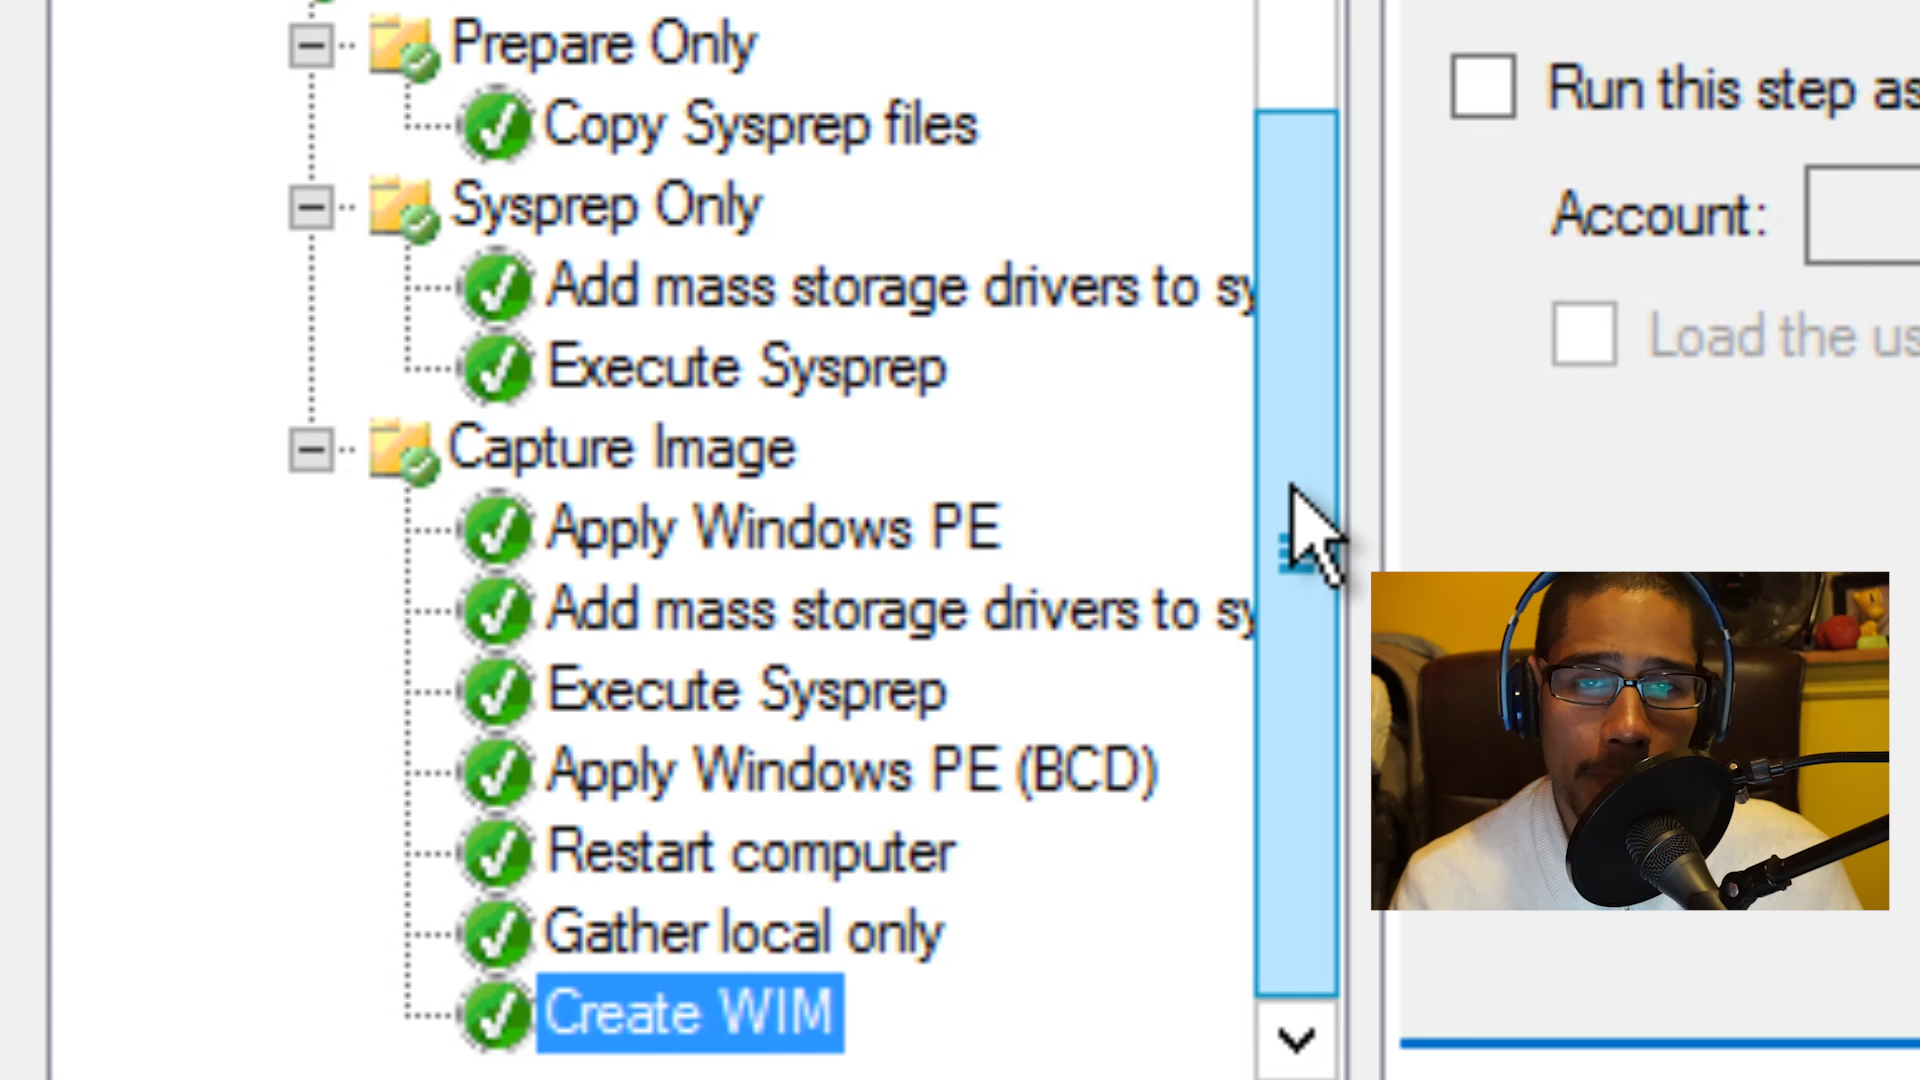 Prepare Only
Copy Sysprep files
Sysprep Only
Add mass storage drivers to sy
Execute Sysprep
Capture Image
Apply Windows PE
Add mass storage drivers to sy
Execute Sysprep
Apply Windows PE (BCD)
Restart computer
Gather local only
Create WIM
Run this step as
Account:
Load the us